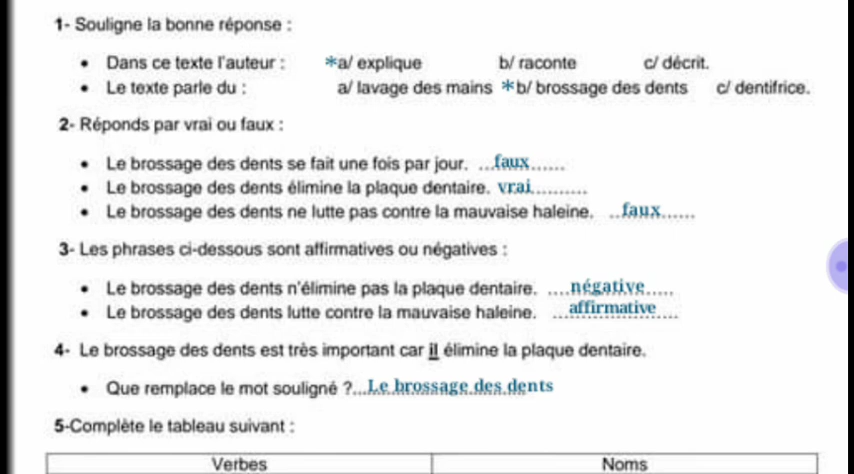 1- Souligne la bonne réponse :
• Dans ce texte l'auteur : *a/ explique b/ raconte c/ décrit.
• Le texte parle du : a/ lavage des mains *b/ brossage des dents c/ dentifrice.
2- Réponds par vrai ou faux :
• Le brossage des dents se fait une fois par jour. ...faux......
• Le brossage des dents élimine la plaque dentaire. vrai..........
• Le brossage des dents ne lutte pas contre la mauvaise haleine. ..faux......
3- Les phrases ci-dessous sont affirmatives ou négatives :
• Le brossage des dents n'élimine pas la plaque dentaire. ....négative.....
• Le brossage des dents lutte contre la mauvaise haleine. ...affirmative....
4- Le brossage des dents est très important car il élimine la plaque dentaire.
• Que remplace le mot souligné ?...Le brossage des dents
5-Complète le tableau suivant :
Verbes Noms